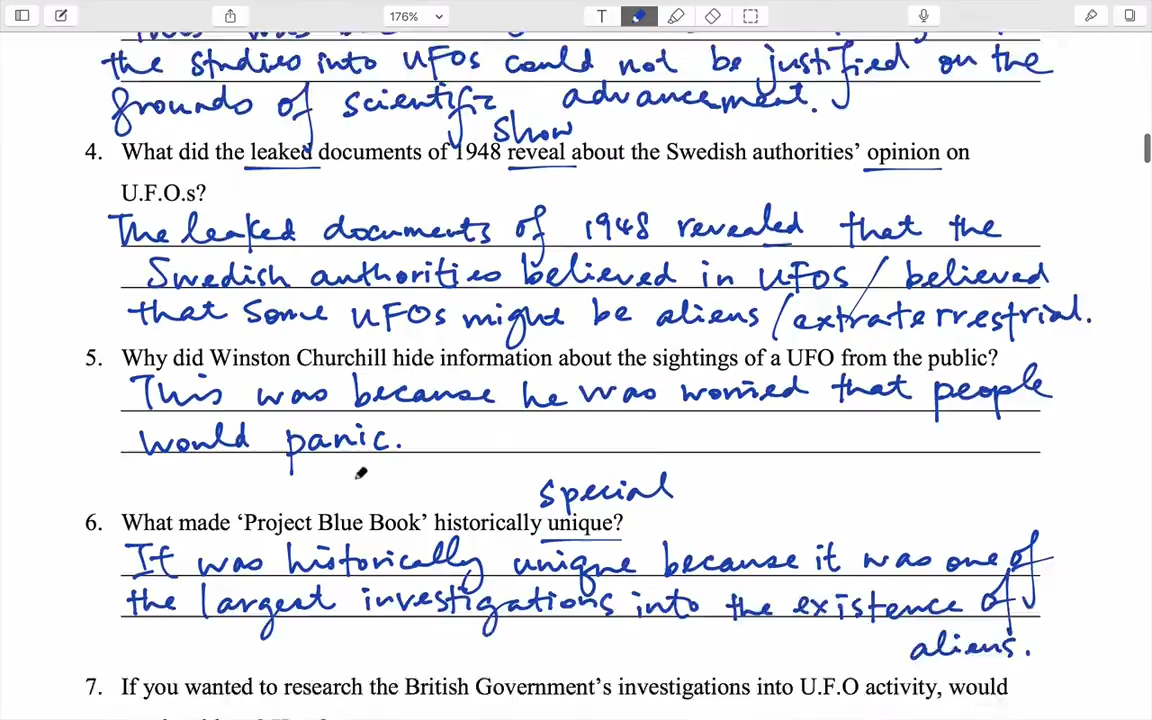 176%
T
the studies into UFOs could not be justified on the
grounds of scientific advancement.
show
4. What did the leaked documents of 1948 reveal about the Swedish authorities' opinion on
U.F.O.s?
The leaked documents of 1948 revealed that the
Swedish authorities believed in UFOs / believed
that some UFOs might be aliens / extraterrestrial.
5. Why did Winston Churchill hide information about the sightings of a UFO from the public?
This was because he was worried that people
would panic.
special
6. What made 'Project Blue Book' historically unique?
It was historically unique because it was one of
the largest investigations into the existence of
aliens.
7. If you wanted to research the British Government's investigations into U.F.O activity, would